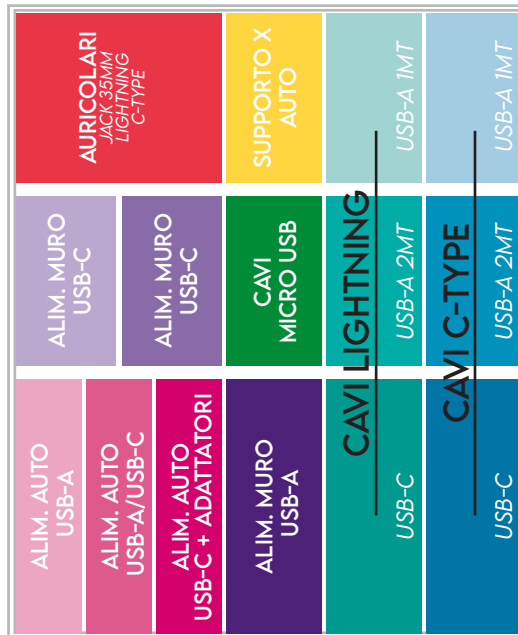 ALIM. AUTO
USB-A
ALIM. AUTO
USB-A/USB-C
ALIM. AUTO
USB-C + ADATTATORI
ALIM. MURO
USB-C
ALIM. MURO
USB-C
AURICOLARI
JACK 35MM
LIGHTNING
C-TYPE
ALIM. MURO
USB-A
CAVI
MICRO USB
SUPPORTO X
AUTO
CAVI LIGHTNING
USB-C
USB-A 2MT
USB-A 1MT
CAVI C-TYPE
USB-C
USB-A 2MT
USB-A 1MT